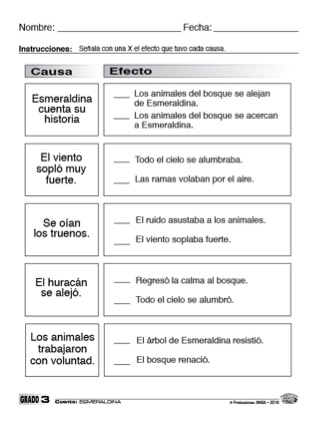 Nombre: ______________________ Fecha: ______________
Instrucciones: Señala con una X el efecto que tuvo cada causa.
Causa
Efecto
Esmeraldina
cuenta su
historia
___ Los animales del bosque se alejan
de Esmeraldina.
___ Los animales del bosque se acercan
a Esmeraldina.
El viento
sopló muy
fuerte.
___ Todo el cielo se alumbraba.
___ Las ramas volaban por el aire.
Se oían
los truenos.
___ El ruido asustaba a los animales.
___ El viento soplaba fuerte.
El huracán
se alejó.
___ Regresó la calma al bosque.
___ Todo el cielo se alumbró.
Los animales
trabajaron
con voluntad.
___ El árbol de Esmeraldina resistió.
___ El bosque renació.
GRADO 3 Cuento: ESMERALDINA